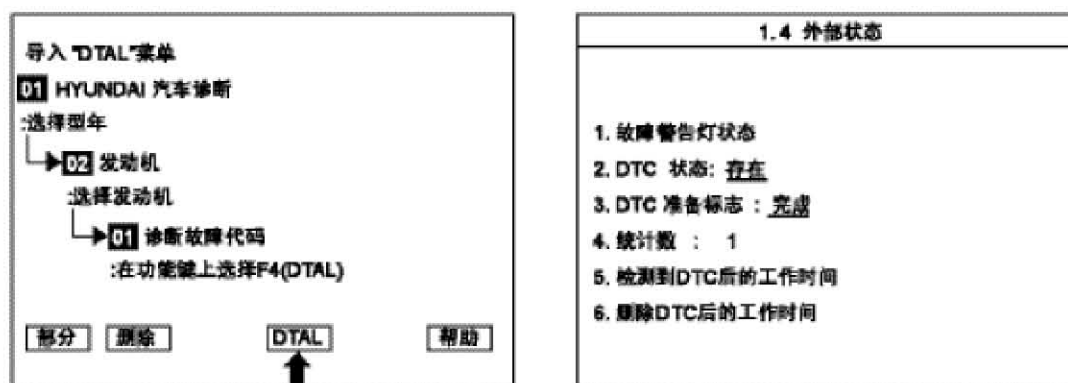 导入"DTAL"菜单
01 HYUNDAI 汽车诊断
:选择型年
02 发动机
:选择发动机
01 诊断故障代码
:在功能键上选择F4(DTAL)
部分 删除 DTAL 帮助
1.4 外部状态
1. 故障警告灯状态
2. DTC 状态: 存在
3. DTC 准备标志 : 完成
4. 统计数 : 1
5. 检测到DTC后的工作时间
6. 删除DTC后的工作时间